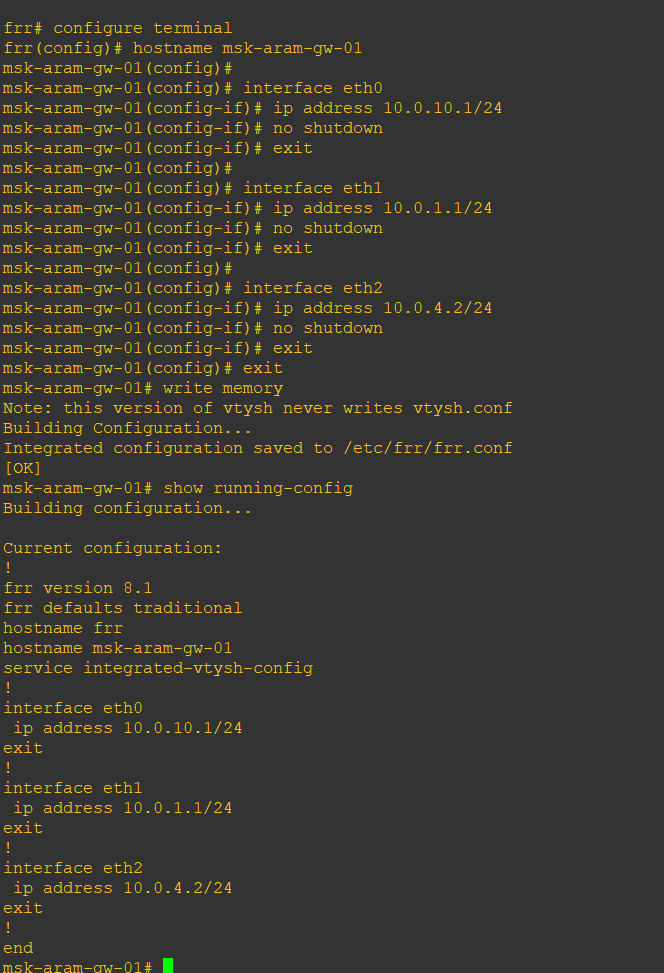 frr# configure terminal
frr(config)# hostname msk-aram-gw-01
msk-aram-gw-01(config)#
msk-aram-gw-01(config)# interface eth0
msk-aram-gw-01(config-if)# ip address 10.0.10.1/24
msk-aram-gw-01(config-if)# no shutdown
msk-aram-gw-01(config-if)# exit
msk-aram-gw-01(config)#
msk-aram-gw-01(config)# interface eth1
msk-aram-gw-01(config-if)# ip address 10.0.1.1/24
msk-aram-gw-01(config-if)# no shutdown
msk-aram-gw-01(config-if)# exit
msk-aram-gw-01(config)#
msk-aram-gw-01(config)# interface eth2
msk-aram-gw-01(config-if)# ip address 10.0.4.2/24
msk-aram-gw-01(config-if)# no shutdown
msk-aram-gw-01(config-if)# exit
msk-aram-gw-01(config)# exit
msk-aram-gw-01# write memory
Note: this version of vtysh never writes vtysh.conf
Building Configuration...
Integrated configuration saved to /etc/frr/frr.conf
[OK]
msk-aram-gw-01# show running-config
Building configuration...

Current configuration:
!
frr version 8.1
frr defaults traditional
hostname frr
hostname msk-aram-gw-01
service integrated-vtysh-config
!
interface eth0
 ip address 10.0.10.1/24
exit
!
interface eth1
 ip address 10.0.1.1/24
exit
!
interface eth2
 ip address 10.0.4.2/24
exit
!
end
msk-aram-gw-01#